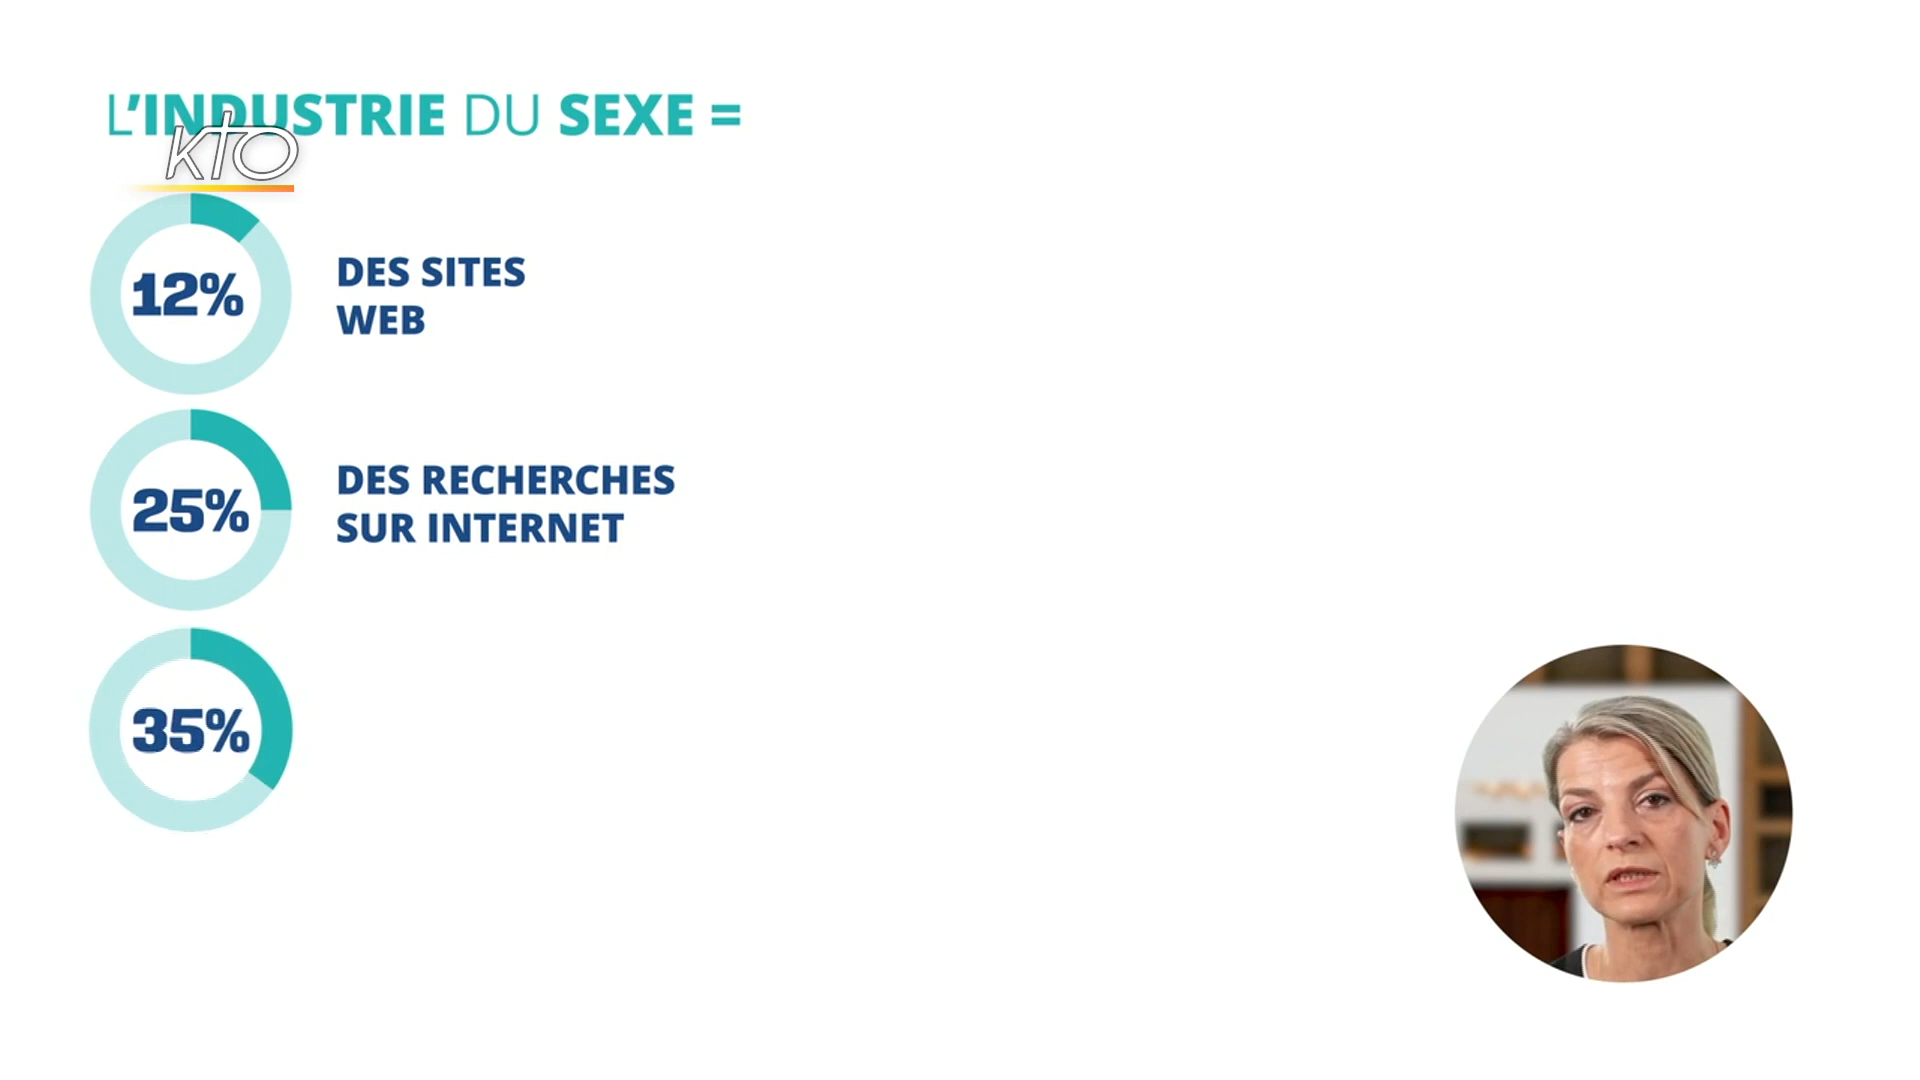 L'INDUSTRIE DU SEXE =
KTO
12%
DES SITES
WEB
25%
DES RECHERCHES
SUR INTERNET
35%